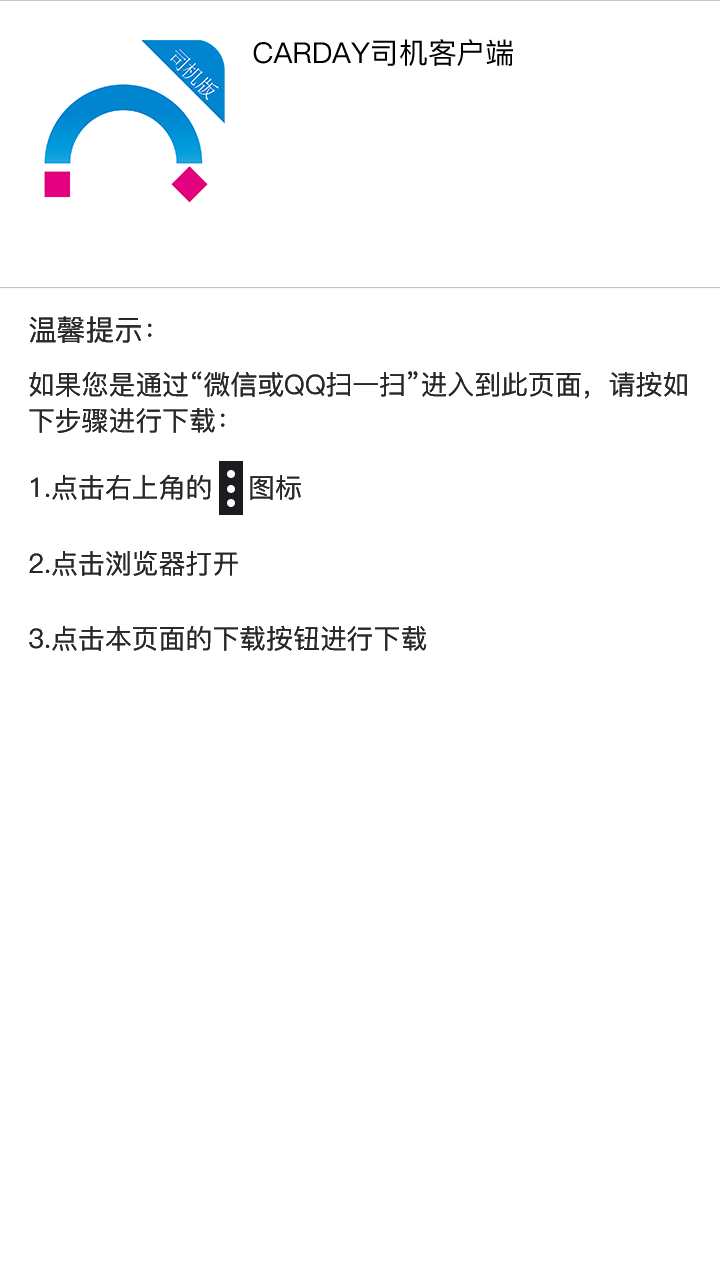 司机版
CARDAY司机客户端
温馨提示：
如果您是通过“微信或QQ扫一扫”进入到此页面，请按如
下步骤进行下载：
1.点击右上角的 图标
2.点击浏览器打开
3.点击本页面的下载按钮进行下载